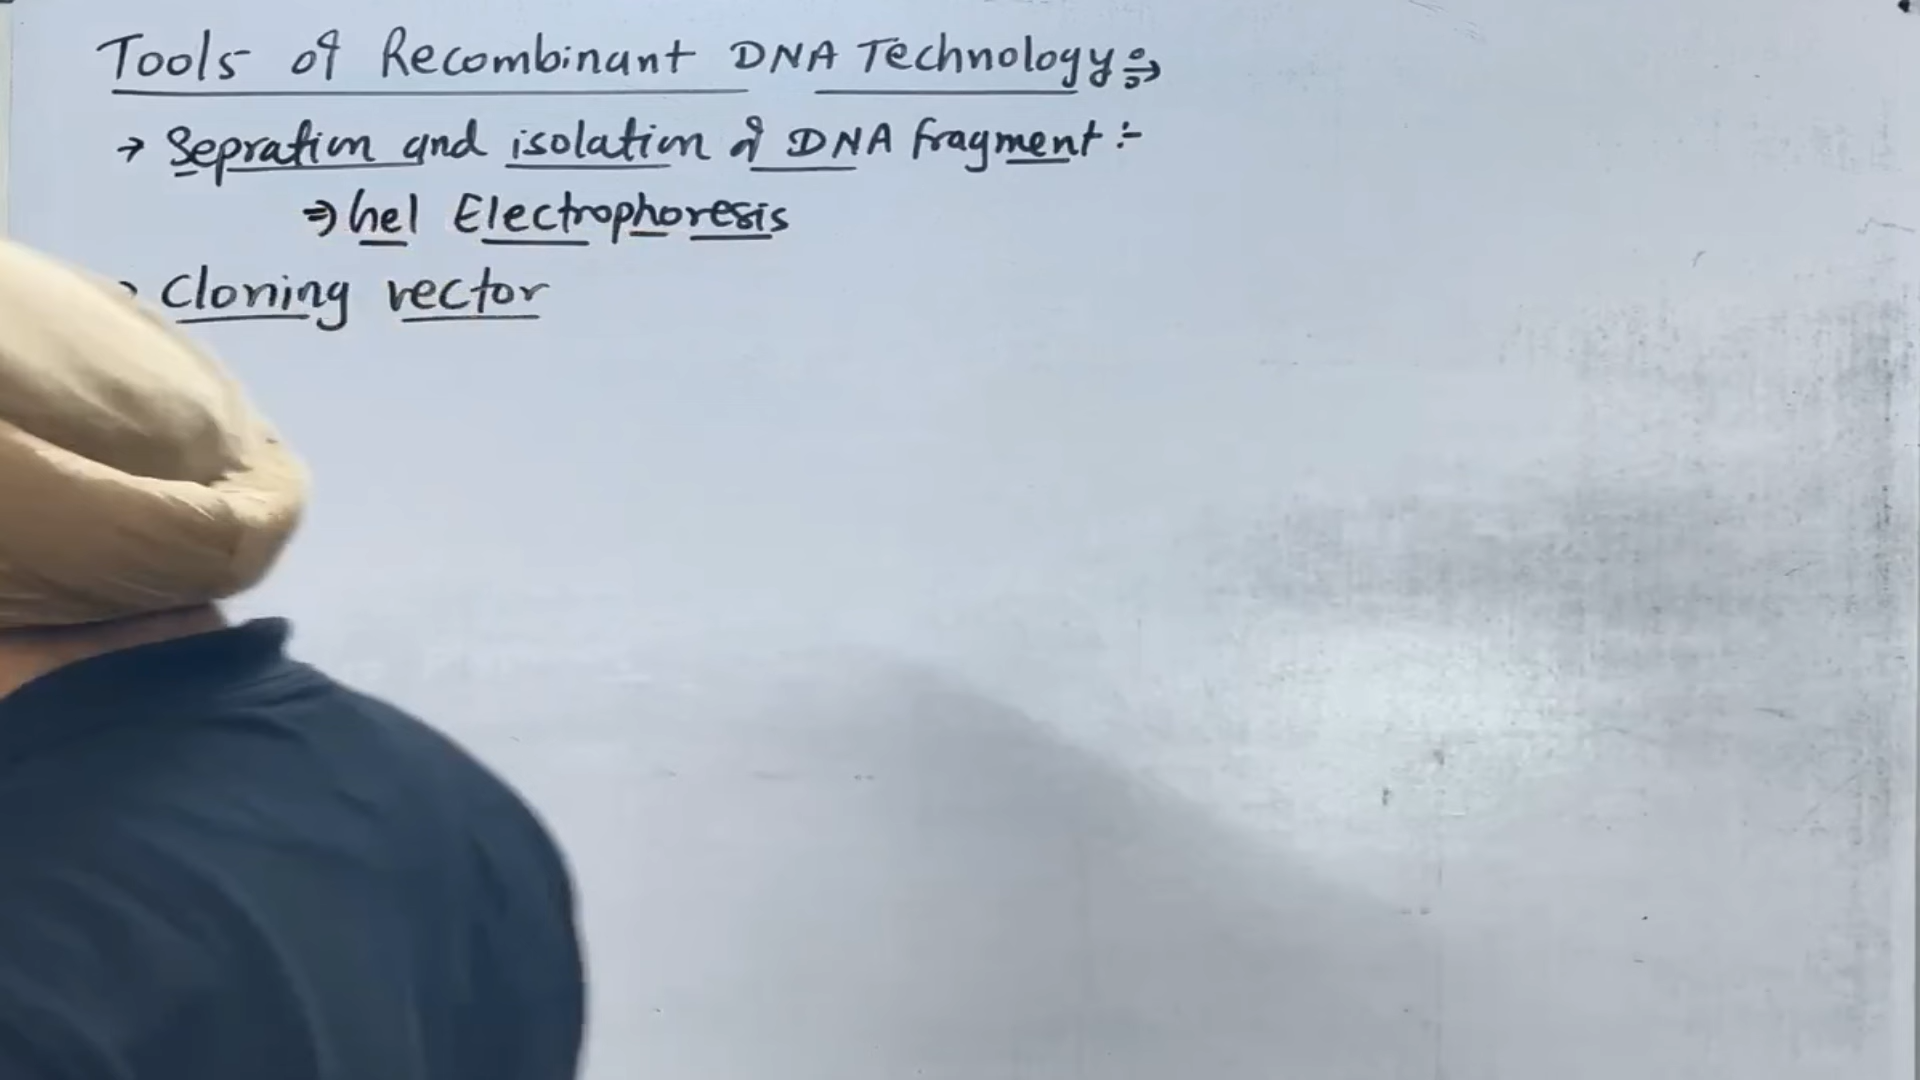 Tools of Recombinant DNA Technology :→
→ Sepration and isolation of DNA fragment :-
⇒ Gel Electrophoresis
→ Cloning vector